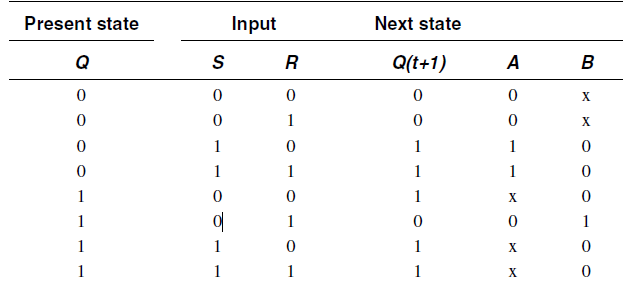 Present state Input Next state
Q S R Q(t+1) A B
0 0 0 0 0 x
0 0 1 0 0 x
0 1 0 1 1 0
0 1 1 1 1 0
1 0 0 1 x 0
1 0 1 0 0 1
1 1 0 1 x 0
1 1 1 1 x 0